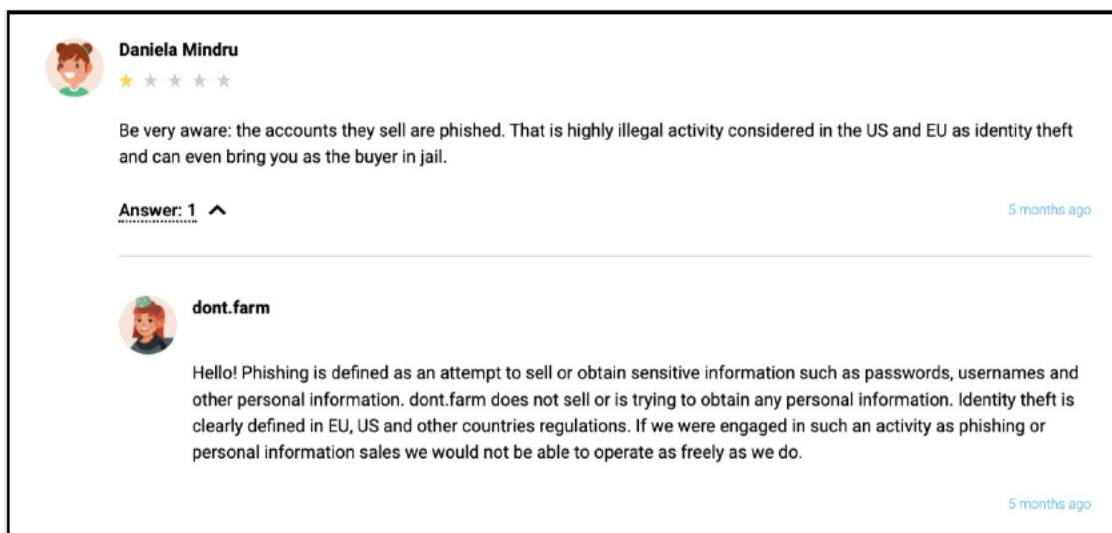 Daniela Mindru
Be very aware: the accounts they sell are phished. That is highly illegal activity considered in the US and EU as identity theft
and can even bring you as the buyer in jail.
Answer: 1
5 months ago
dont.farm
Hello! Phishing is defined as an attempt to sell or obtain sensitive information such as passwords, usernames and
other personal information. dont.farm does not sell or is trying to obtain any personal information. Identity theft is
clearly defined in EU, US and other countries regulations. If we were engaged in such an activity as phishing or
personal information sales we would not be able to operate as freely as we do.
5 months ago